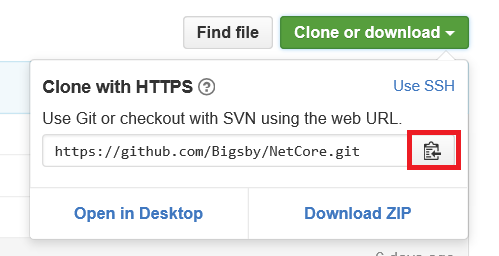 Find file
Clone or download
Clone with HTTPS ?
Use SSH
Use Git or checkout with SVN using the web URL.
https://github.com/Bigsby/NetCore.git
Open in Desktop
Download ZIP
days ago